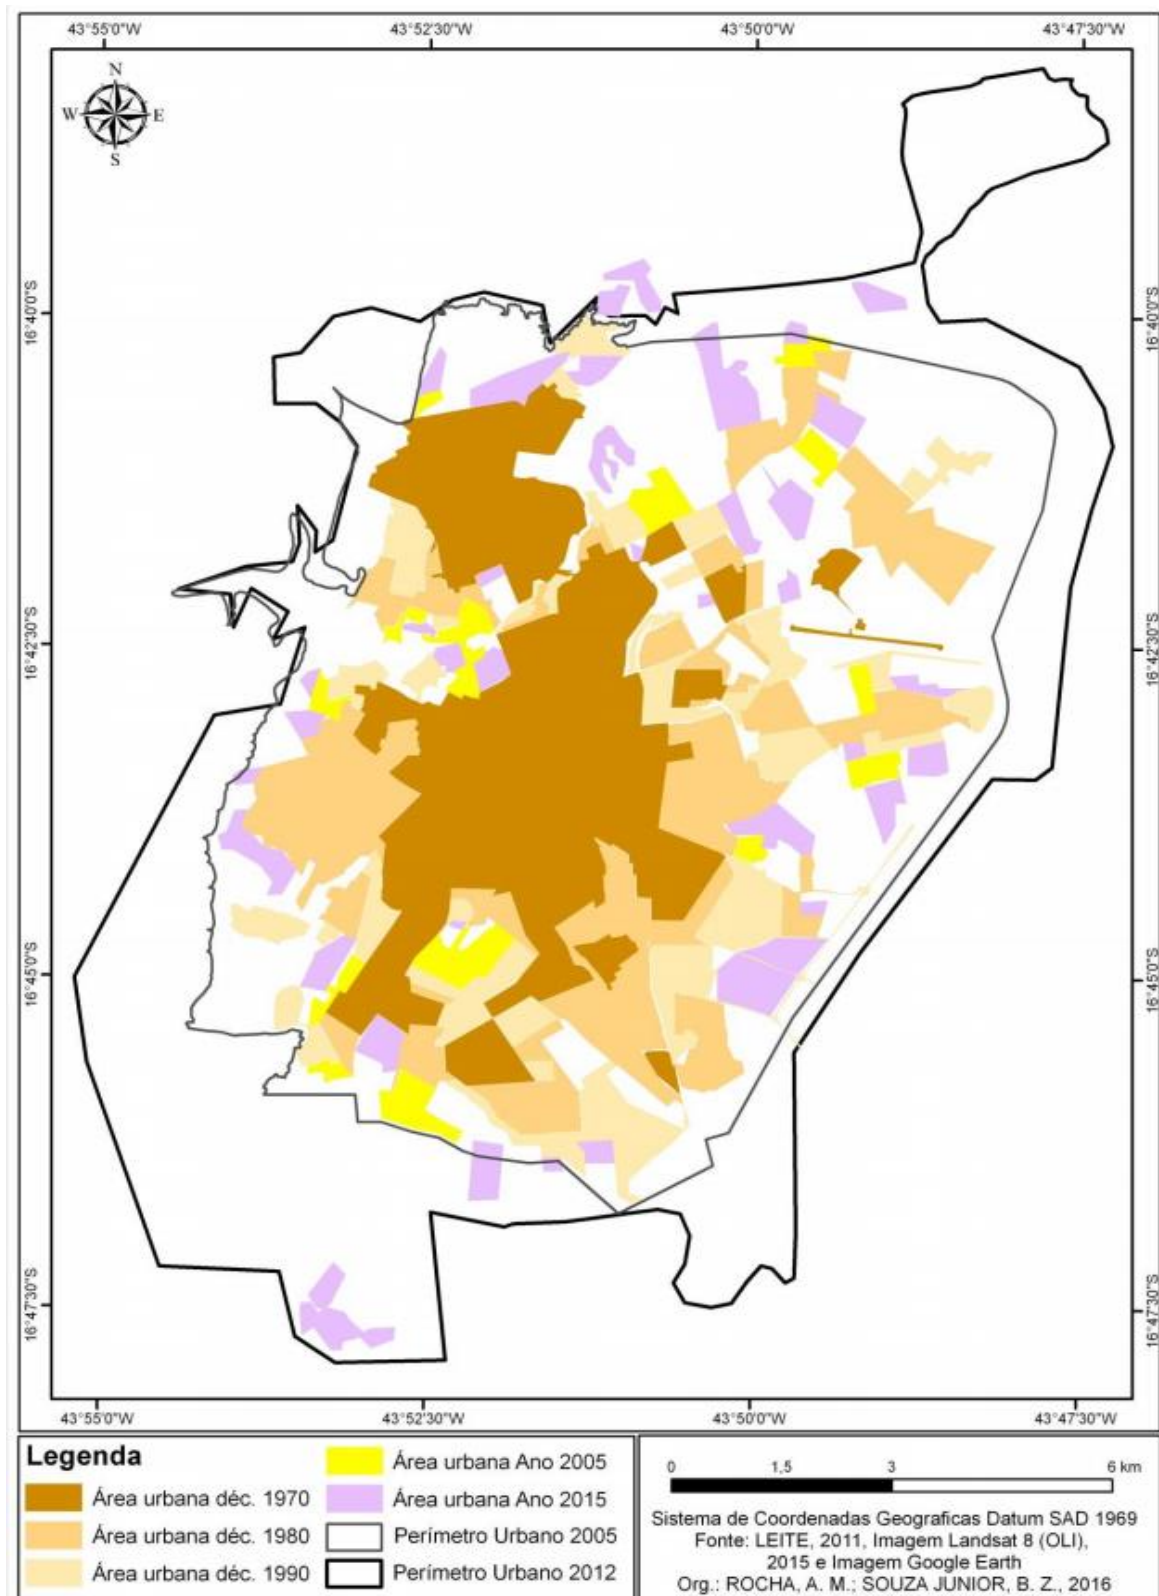 43°55'0"W 43°52'30"W 43°50'0"W 43°47'30"W
N
W E
S
16°40'0"S 16°40'0"S
16°42'30"S 16°42'30"S
16°45'0"S 16°45'0"S
16°47'30"S 16°47'30"S
43°55'0"W 43°52'30"W 43°50'0"W 43°47'30"W
Legenda
Área urbana déc. 1970
Área urbana déc. 1980
Área urbana déc. 1990
Área urbana Ano 2005
Área urbana Ano 2015
Perímetro Urbano 2005
Perímetro Urbano 2012
0 1,5 3 6 km
Sistema de Coordenadas Geograficas Datum SAD 1969
Fonte: LEITE, 2011, Imagem Landsat 8 (OLI),
2015 e Imagem Google Earth
Org.: ROCHA, A. M.; SOUZA JUNIOR, B. Z., 2016